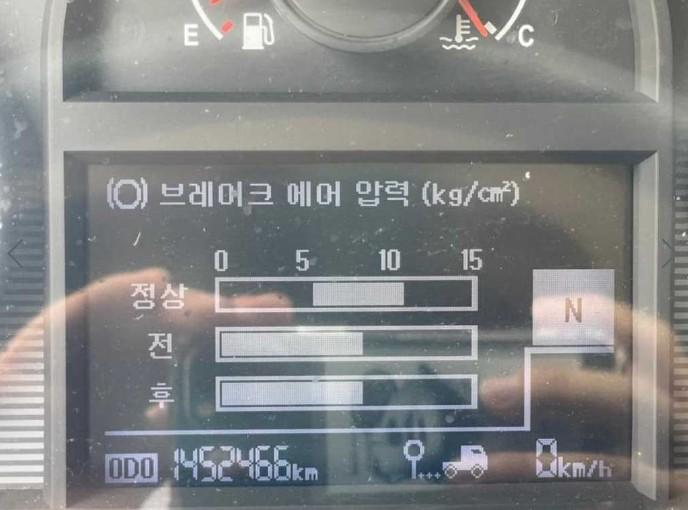 E C
브레이크 에어 압력 (kg/cm²)
0 5 10 15
정상
N
전
후
ODO 1452466km 0km/h